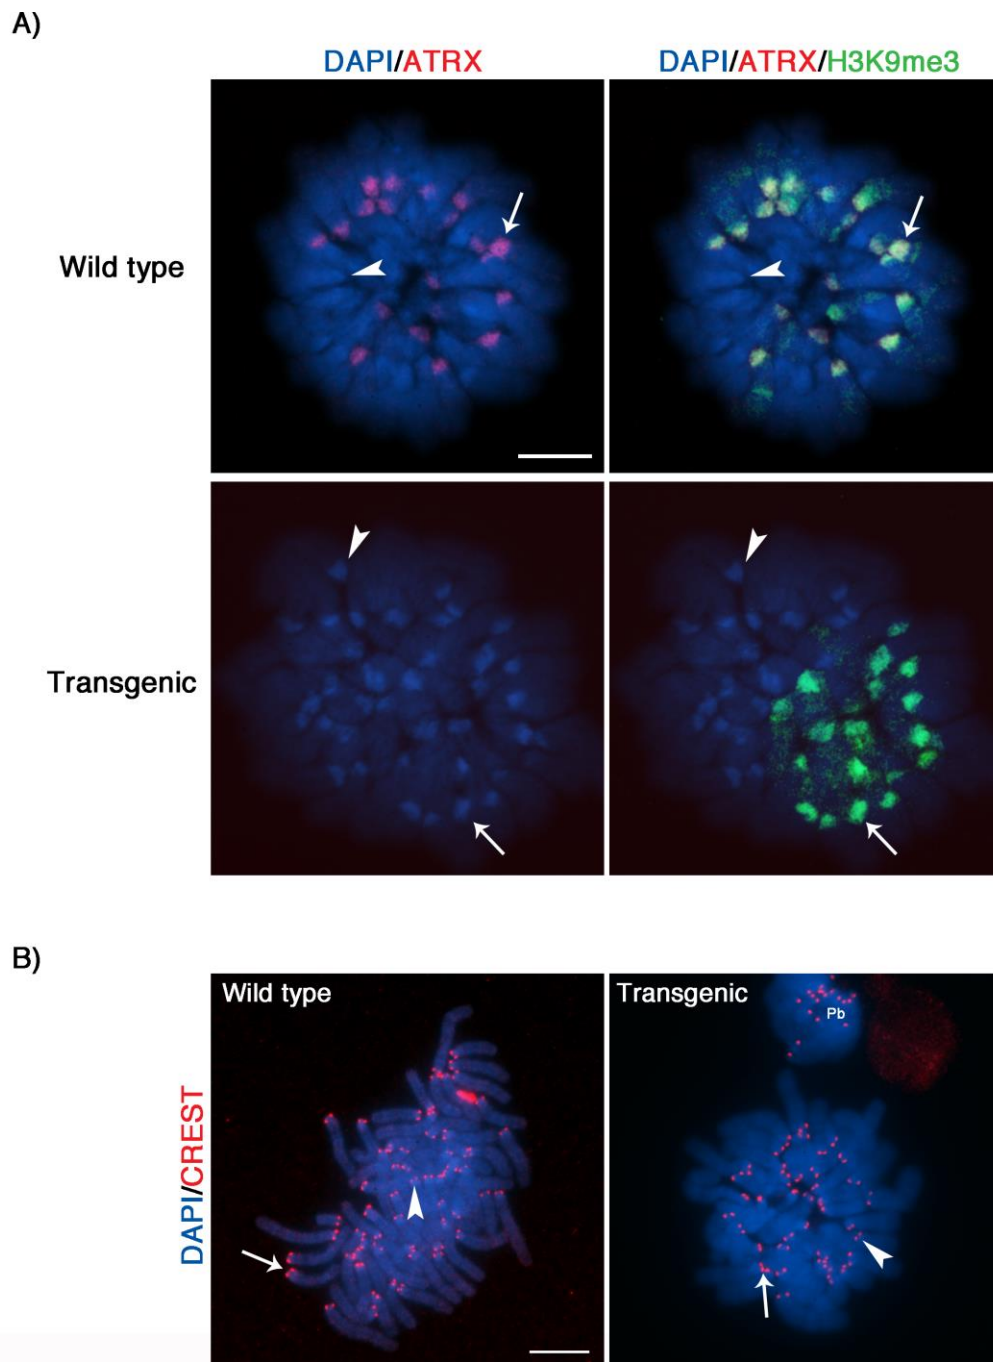 A)
DAPI/ATRX
DAPI/ATRX/H3K9me3
Wild type
Transgenic
B)
Wild type
Transgenic
Pb
DAPI/CREST